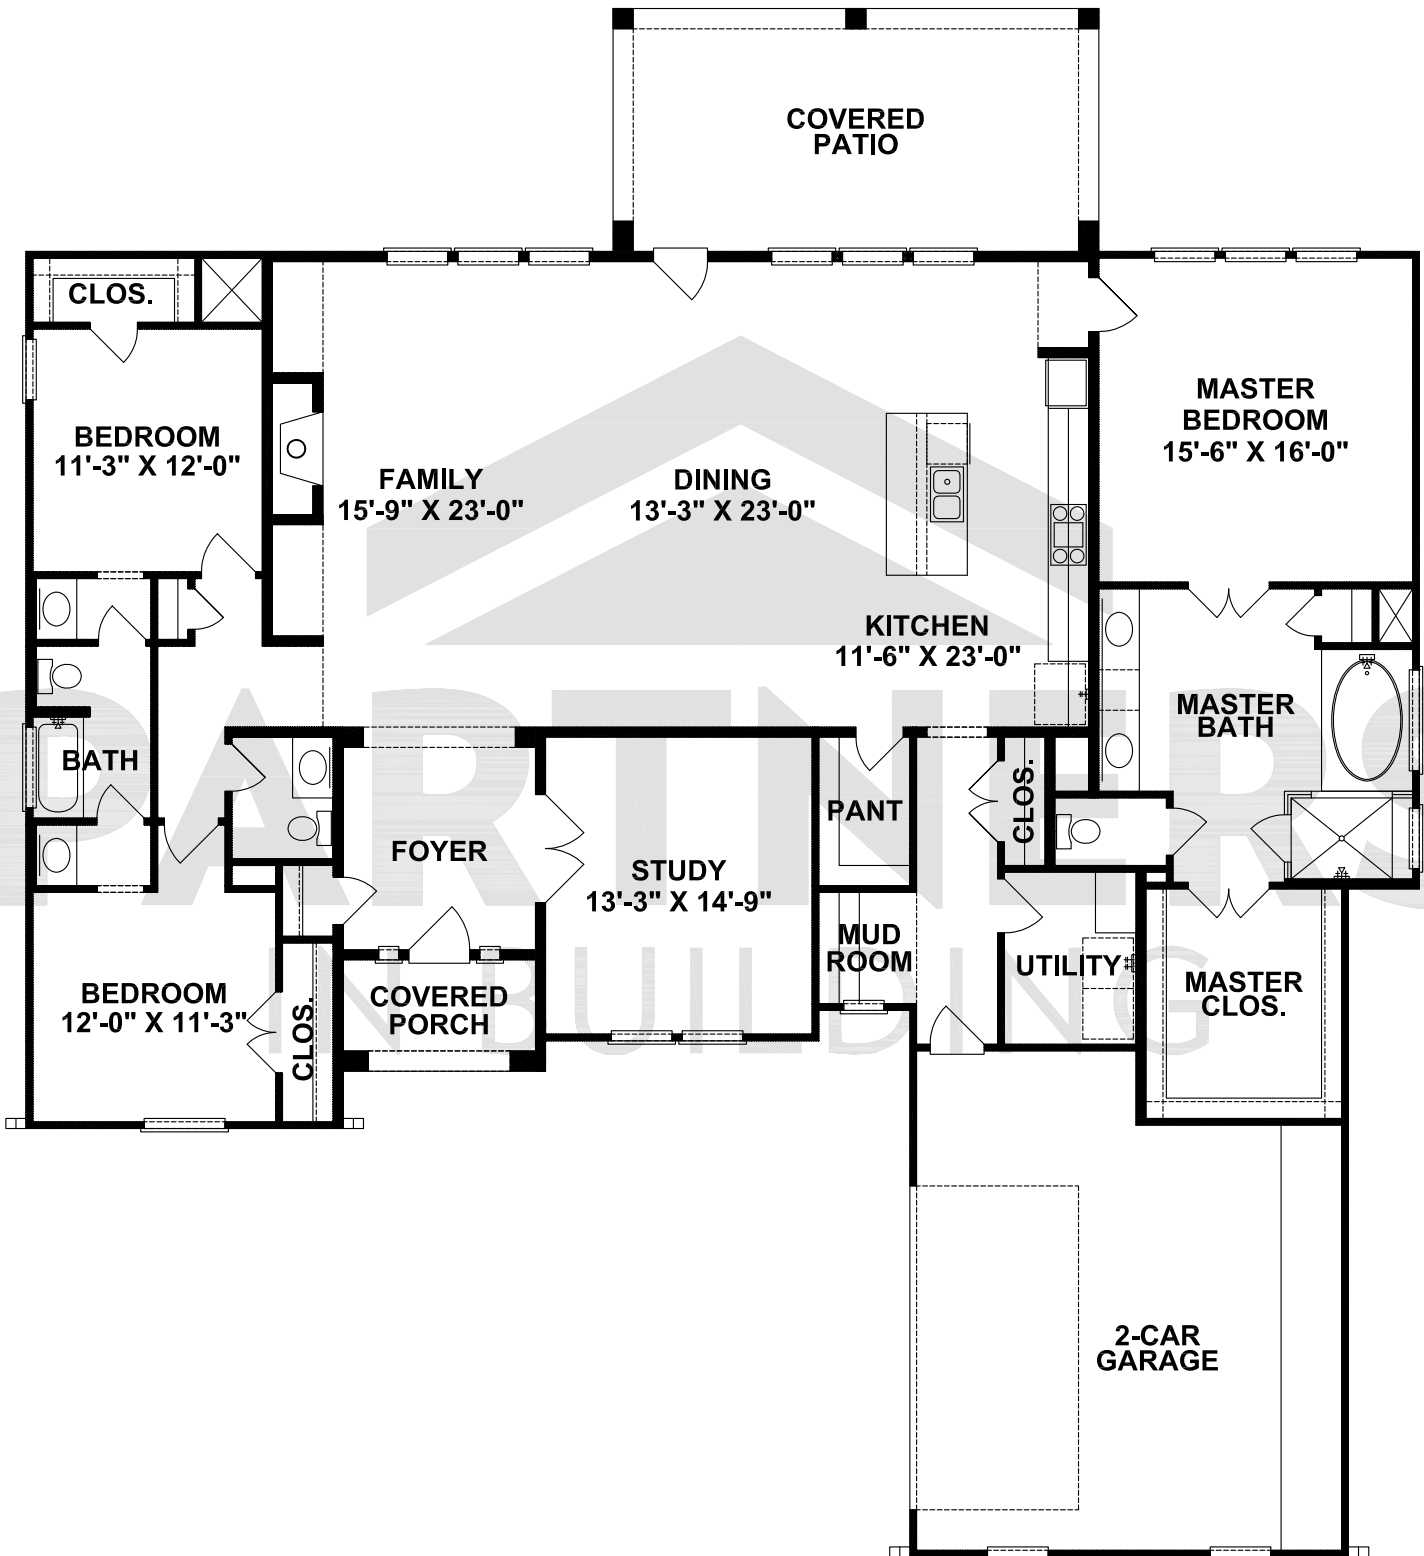 COVERED
PATIO
CLOS.
BEDROOM
11'-3" X 12'-0"
FAMILY
15'-9" X 23'-0"
DINING
13'-3" X 23'-0"
MASTER
BEDROOM
15'-6" X 16'-0"
KITCHEN
11'-6" X 23'-0"
MASTER
BATH
BATH
PANT
CLOS.
FOYER
STUDY
13'-3" X 14'-9"
MUD
ROOM
UTILITY
MASTER
CLOS.
BEDROOM
12'-0" X 11'-3"
CLOS.
COVERED
PORCH
2-CAR
GARAGE
PARTNERS
IN BUILDING